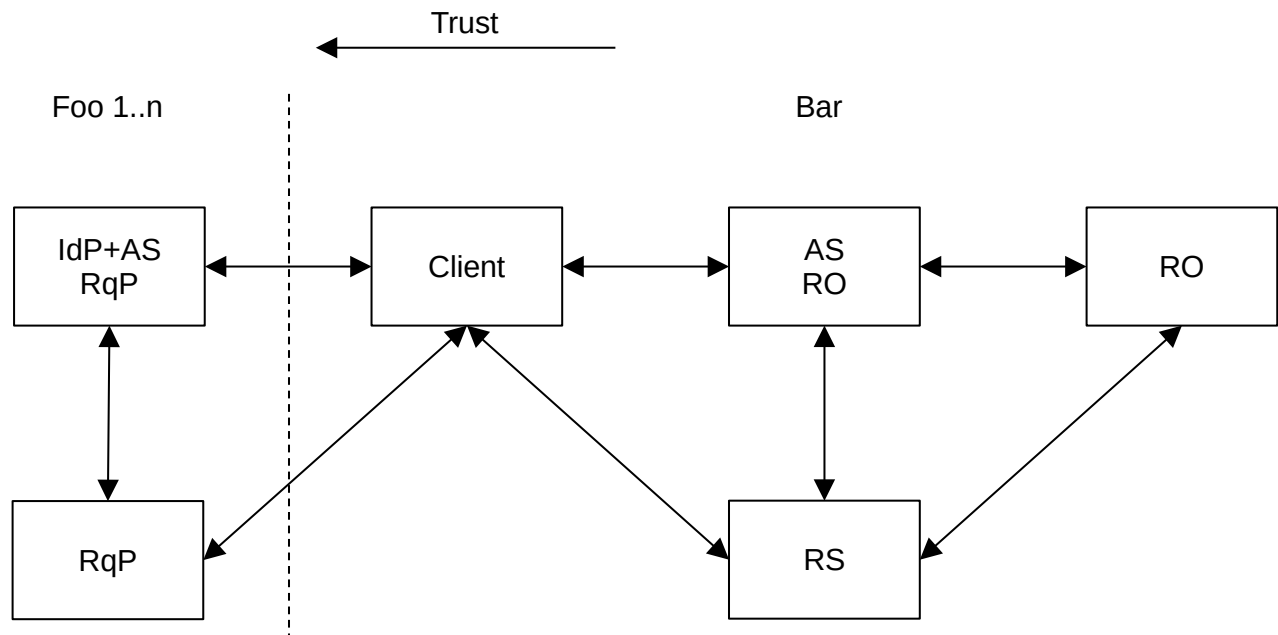 Trust
Foo 1..n
Bar
IdP+AS
RqP
Client
AS
RO
RO
RqP
RS